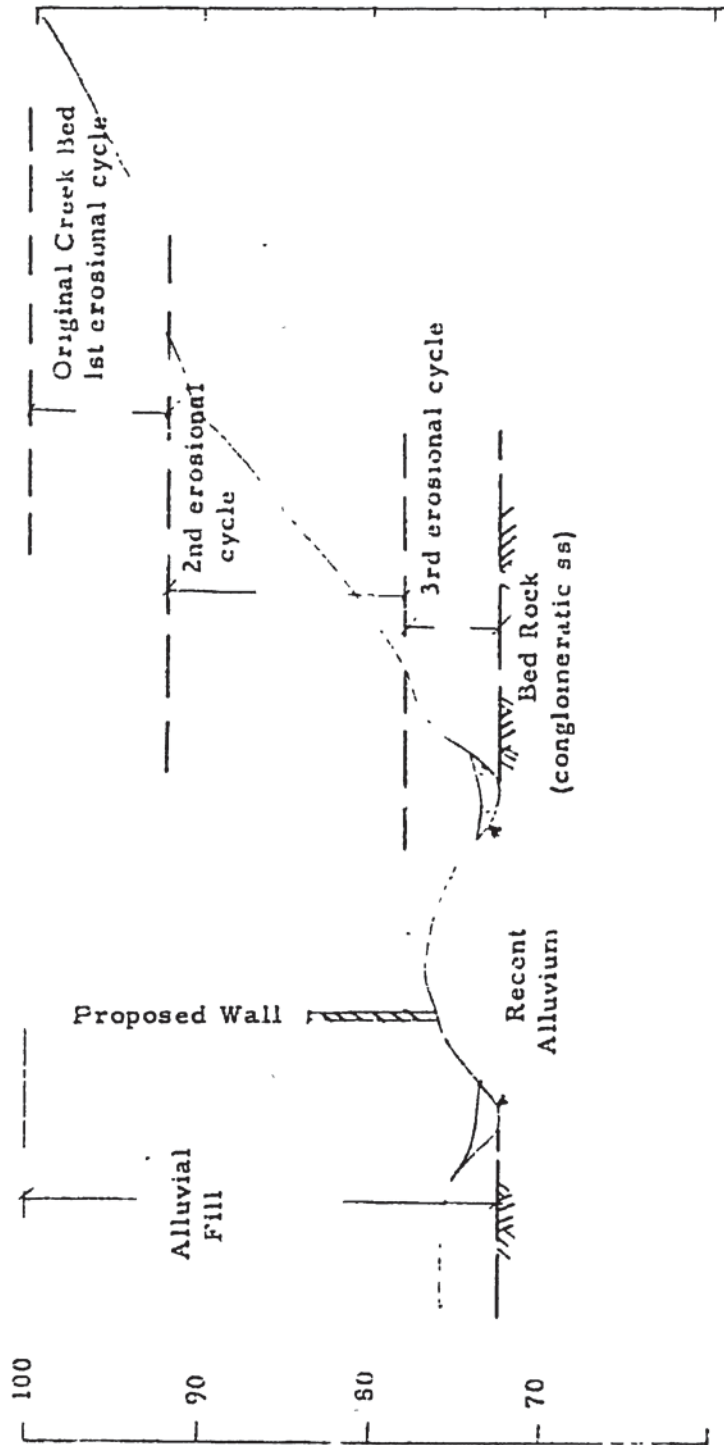 100
90
80
70
Alluvial
Fill
Proposed Wall
Recent
Alluvium
Original Creek Bed
1st erosional cycle
2nd erosional
cycle
3rd erosional cycle
Bed Rock
(conglomeratic ss)